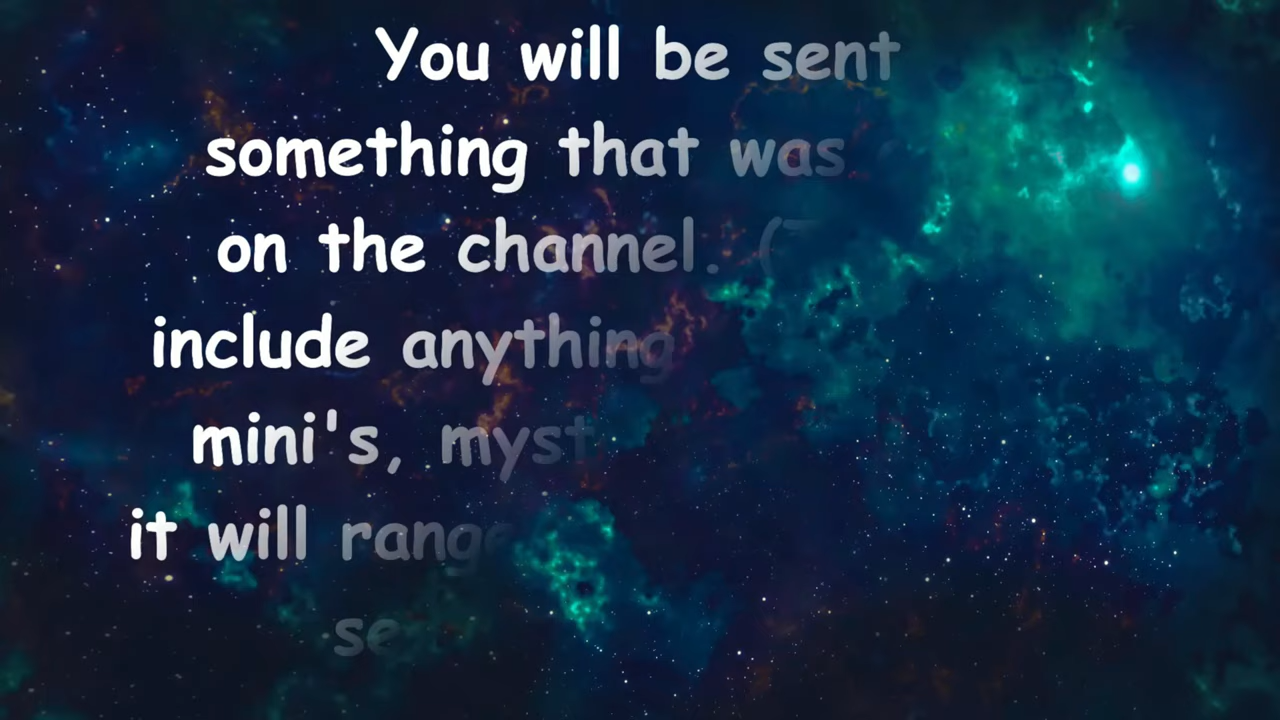 You will be sent
something that was
on the channel. (
include anything
mini's, myst
it will range
se